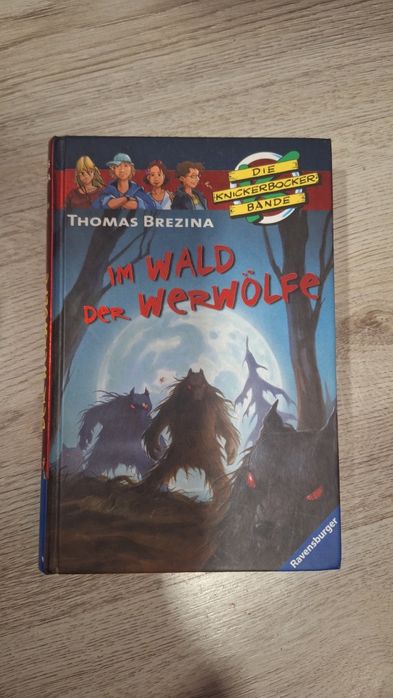 DIE
KNICKERBOCKER
BANDE
THOMAS BREZINA
IM WALD
DER WERWÖLFE
Ravensburger